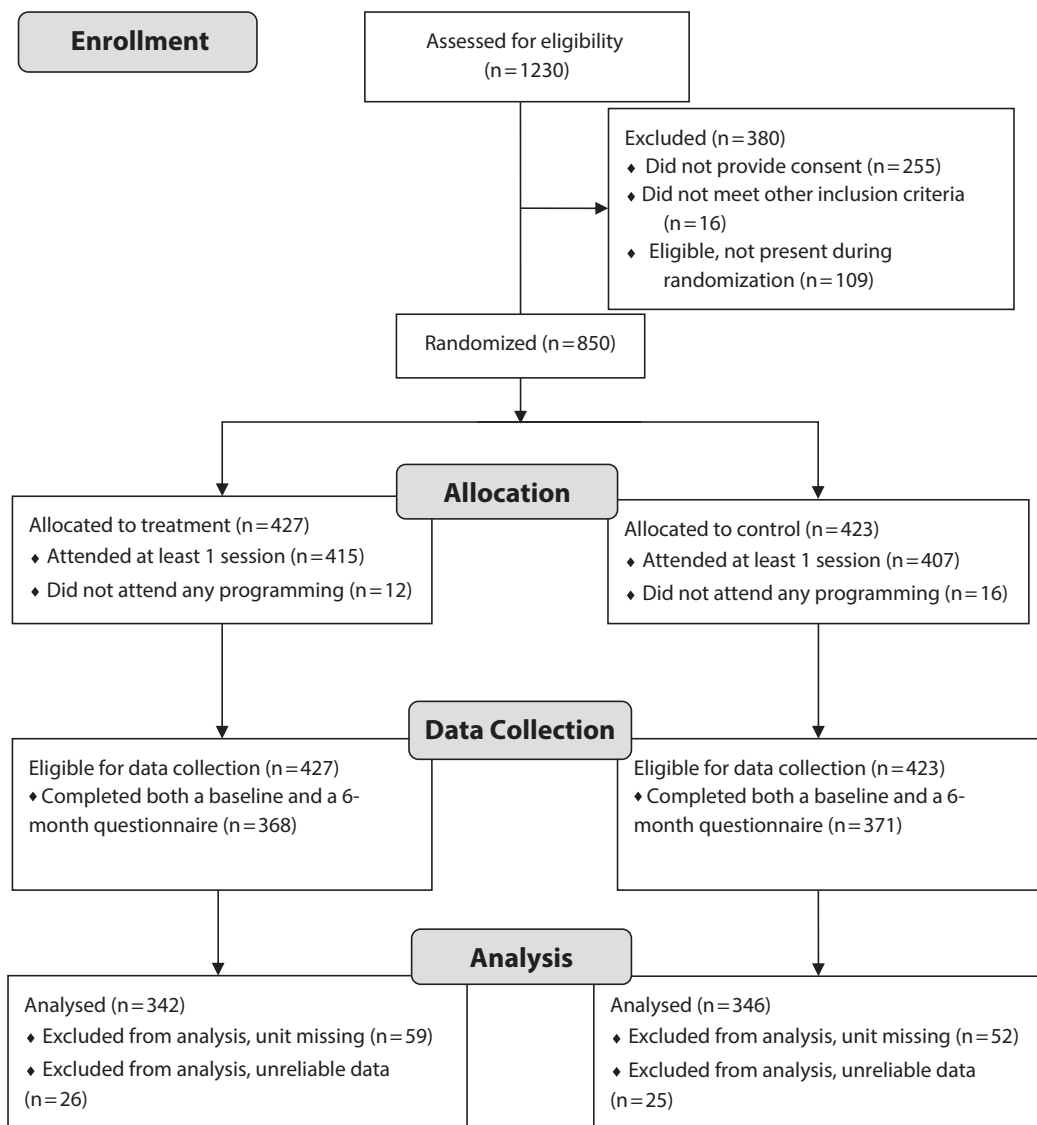 Enrollment
Assessed for eligibility
(n=1230)
Excluded (n=380)
♦ Did not provide consent (n=255)
♦ Did not meet other inclusion criteria
(n=16)
♦ Eligible, not present during
randomization (n=109)
Randomized (n=850)
Allocation
Allocated to treatment (n=427)
♦ Attended at least 1 session (n=415)
♦ Did not attend any programming (n=12)
Allocated to control (n=423)
♦ Attended at least 1 session (n=407)
♦ Did not attend any programming (n=16)
Data Collection
Eligible for data collection (n=427)
♦ Completed both a baseline and a 6-
month questionnaire (n=368)
Eligible for data collection (n=423)
♦ Completed both a baseline and a 6-
month questionnaire (n=371)
Analysis
Analysed (n=342)
♦ Excluded from analysis, unit missing (n=59)
♦ Excluded from analysis, unreliable data
(n=26)
Analysed (n=346)
♦ Excluded from analysis, unit missing (n=52)
♦ Excluded from analysis, unreliable data
(n=25)